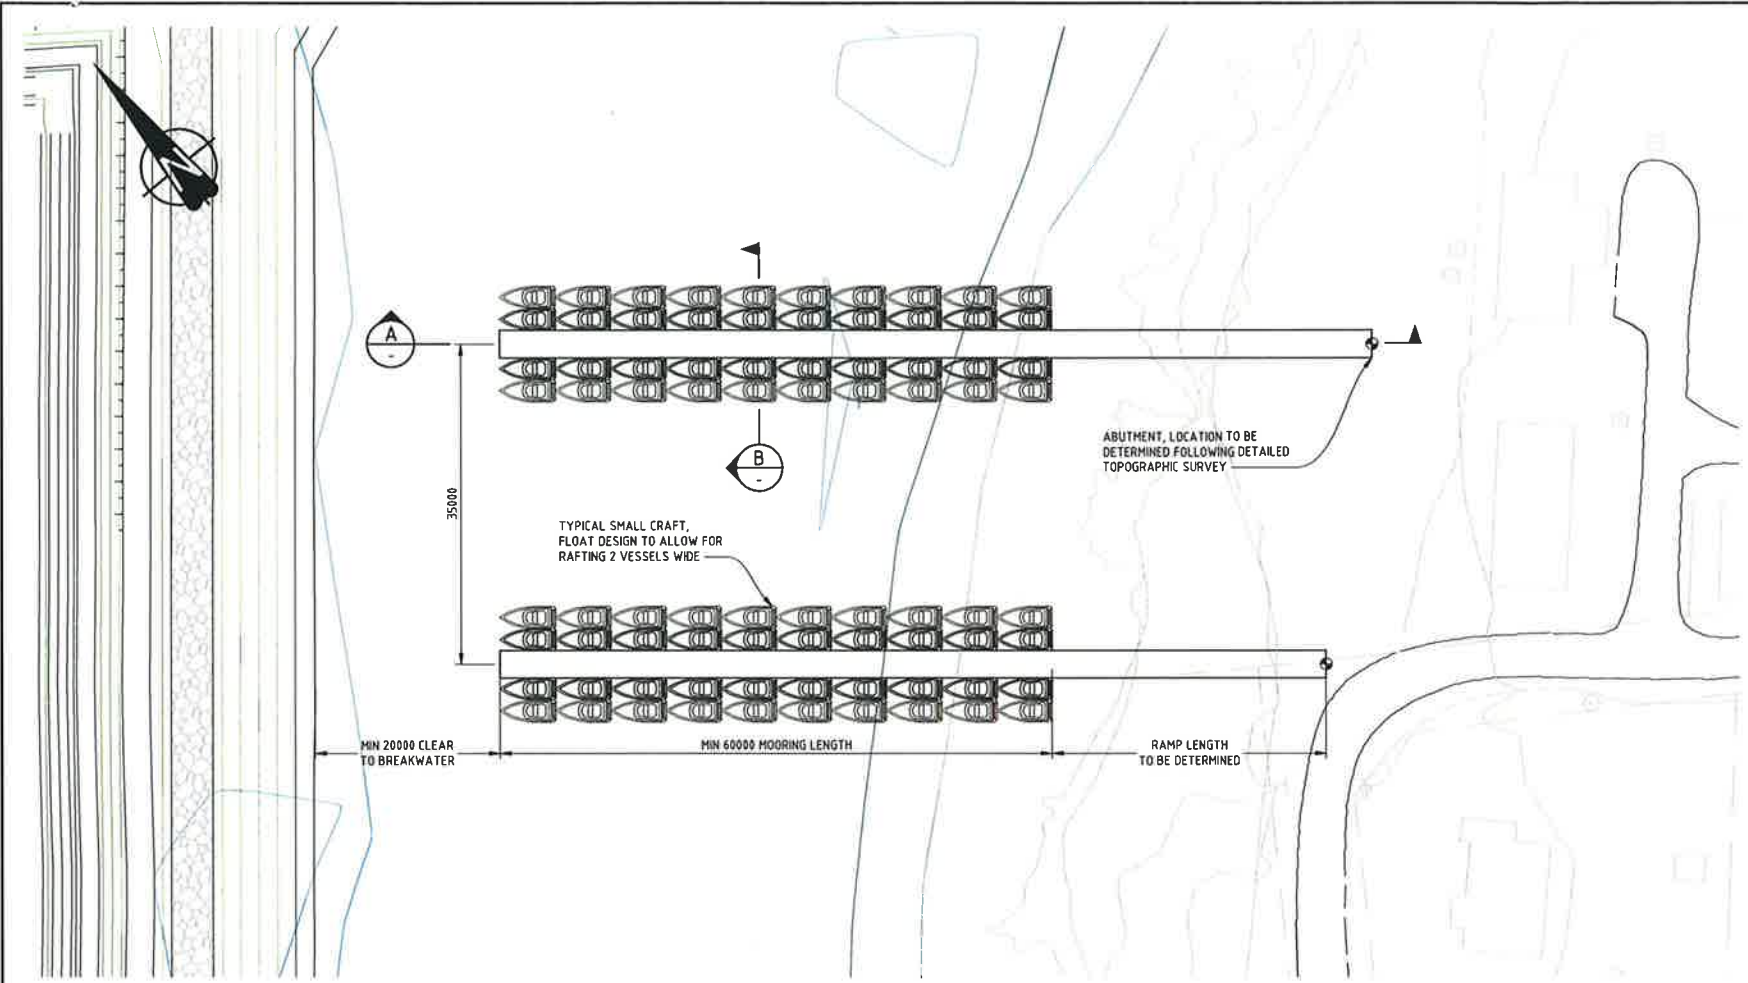 N
A
-
B
-
35000
ABUTMENT, LOCATION TO BE
DETERMINED FOLLOWING DETAILED
TOPOGRAPHIC SURVEY
TYPICAL SMALL CRAFT,
FLOAT DESIGN TO ALLOW FOR
RAFTING 2 VESSELS WIDE
MIN 20000 CLEAR
TO BREAKWATER
MIN 60000 MOORING LENGTH
RAMP LENGTH
TO BE DETERMINED